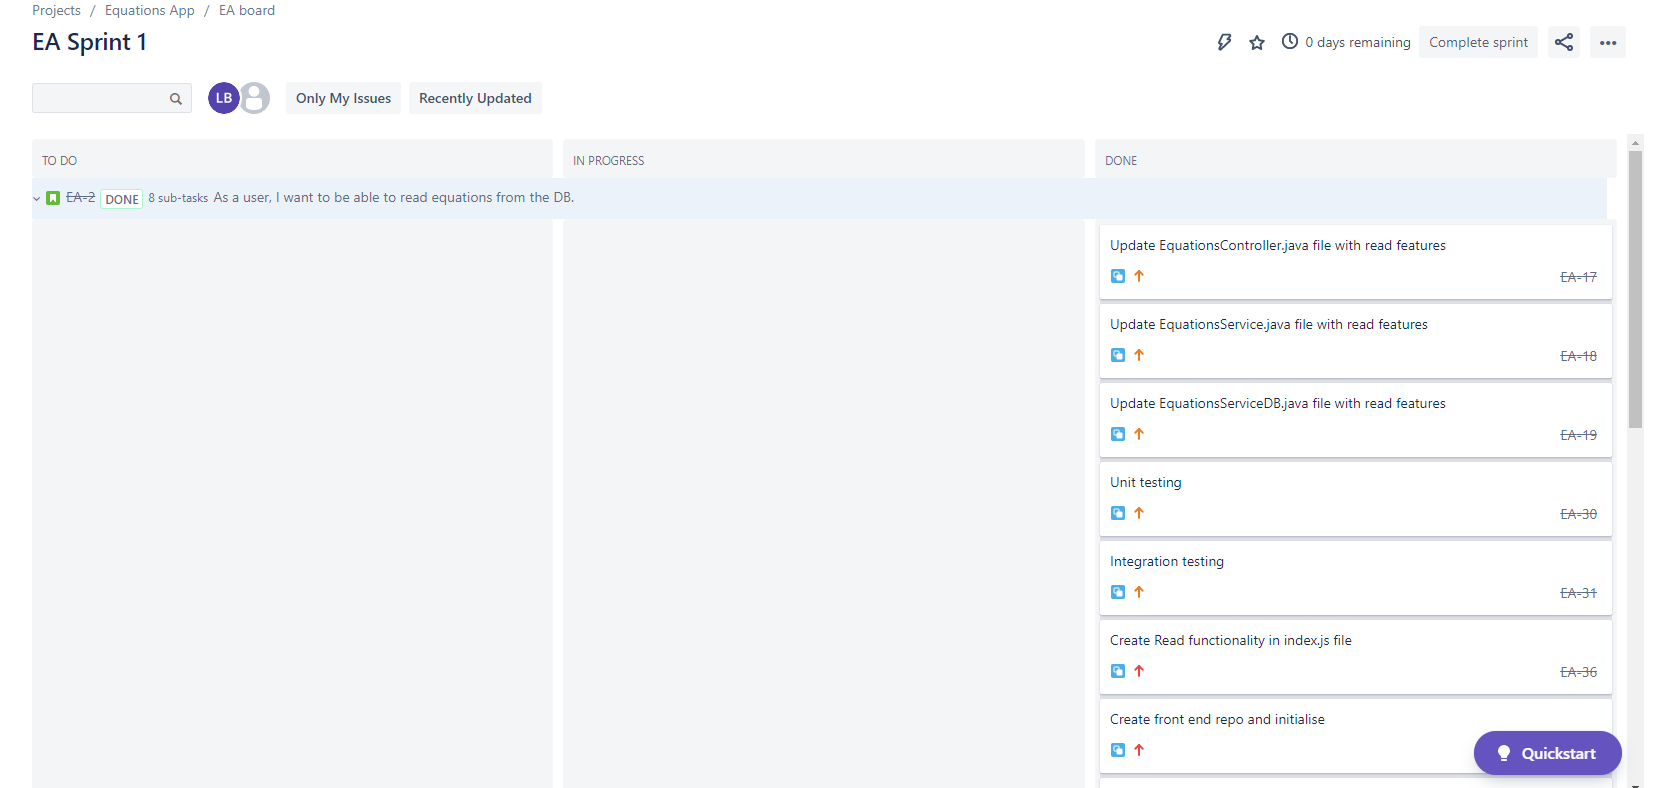 Projects / Equations App / EA board
EA Sprint 1
0 days remaining
Complete sprint
LB
Only My Issues
Recently Updated
TO DO
IN PROGRESS
DONE
EA-2 DONE 8 sub-tasks As a user, I want to be able to read equations from the DB.
Update EquationsController.java file with read features
EA-17
Update EquationsService.java file with read features
EA-18
Update EquationsServiceDB.java file with read features
EA-19
Unit testing
EA-30
Integration testing
EA-31
Create Read functionality in index.js file
EA-36
Create front end repo and initialise
Quickstart